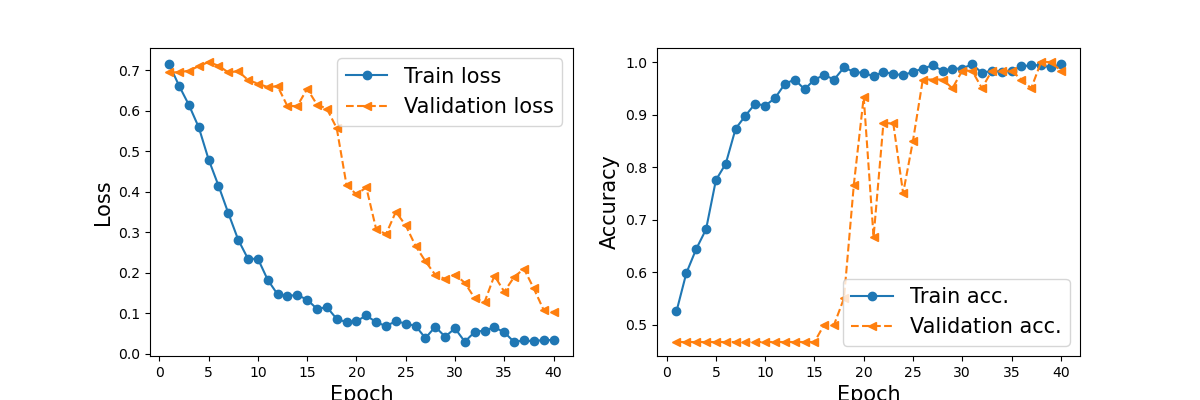 0.7
0.6
0.5
0.4
0.3
0.2
0.1
0.0
Loss
Train loss
Validation loss
0 5 10 15 20 25 30 35 40
Epoch
1.0
0.9
0.8
0.7
0.6
0.5
Accuracy
Train acc.
Validation acc.
0 5 10 15 20 25 30 35 40
Epoch